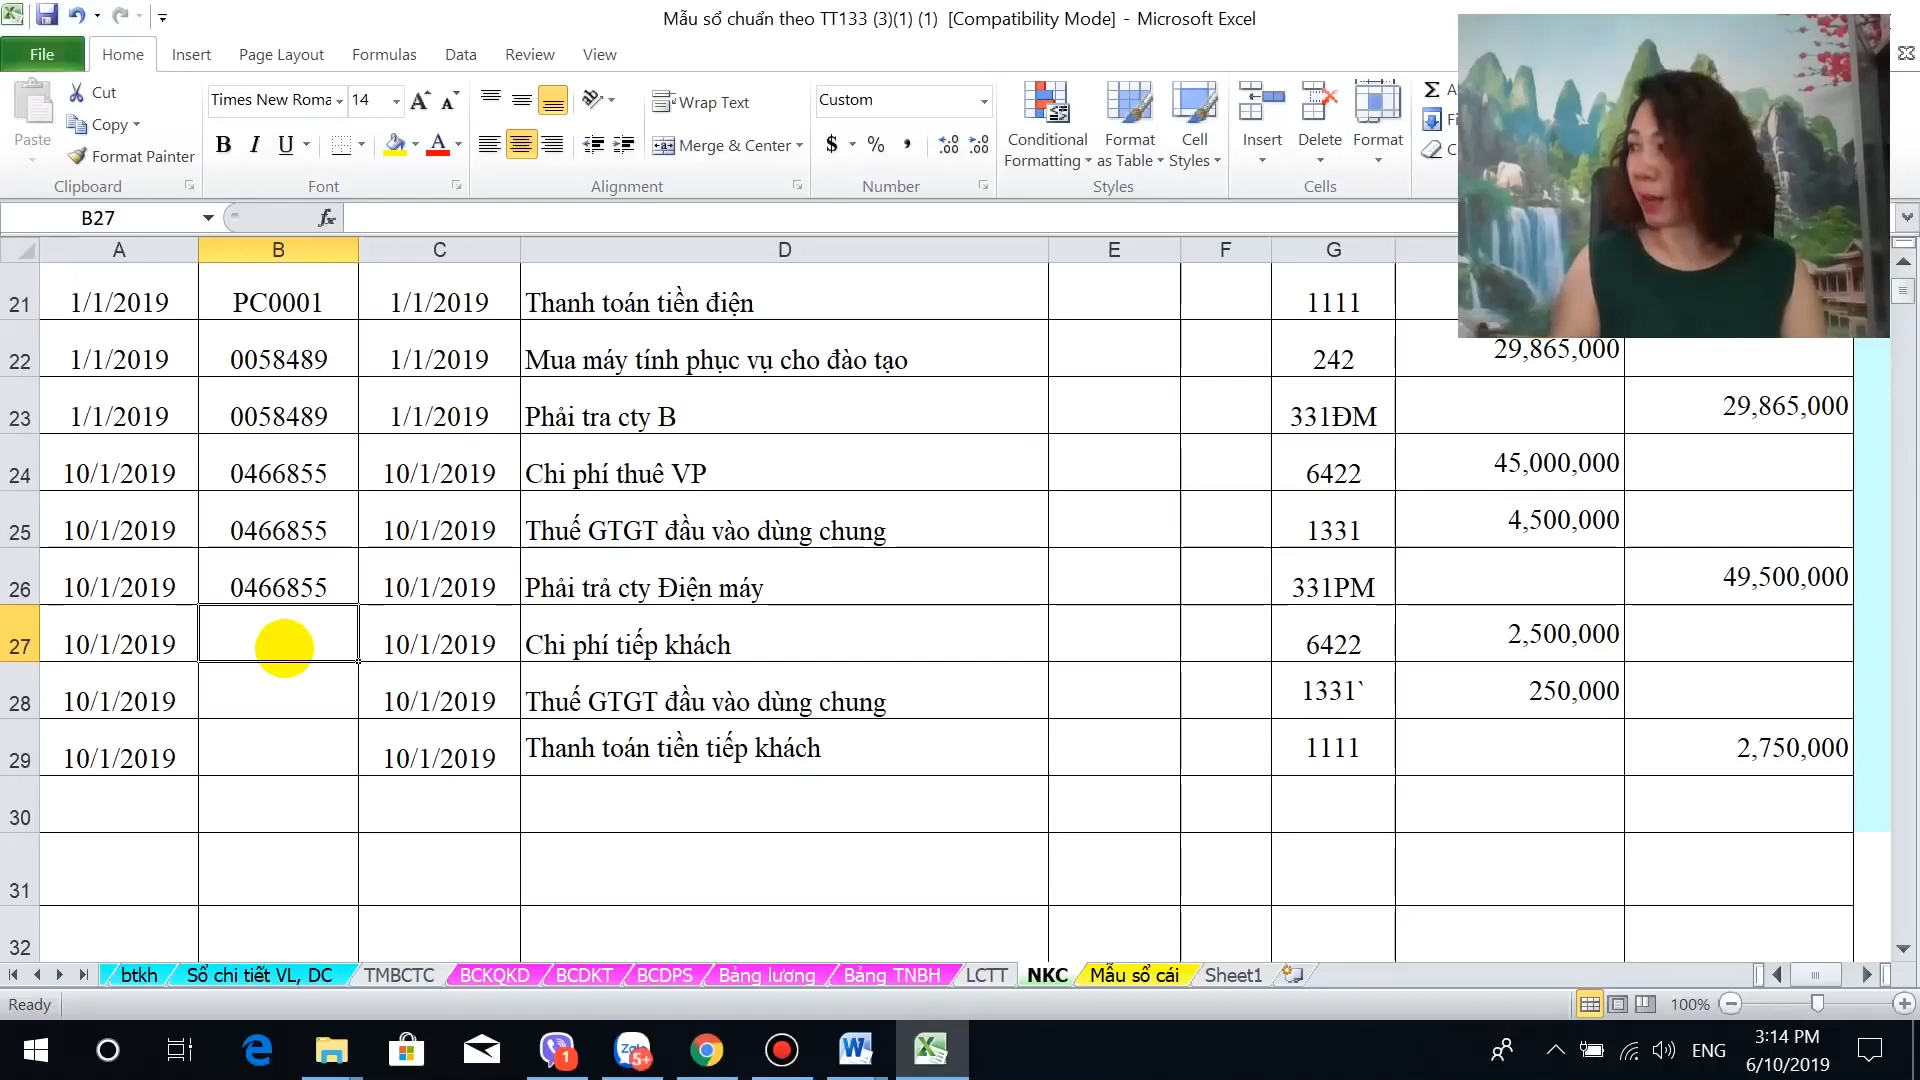 Mẫu sổ chuẩn theo TT133 (3)(1) (1) [Compatibility Mode] - Microsoft Excel
File Home Insert Page Layout Formulas Data Review View
Paste Cut Copy Format Painter Clipboard
Times New Roma 14 B I U Font
Wrap Text Merge & Center Alignment
Custom $ % , Number
Conditional Formatting Format as Table Cell Styles Styles
Insert Delete Format Cells
B27 fx
A B C D E F G
21 1/1/2019 PC0001 1/1/2019 Thanh toán tiền điện 1111
22 1/1/2019 0058489 1/1/2019 Mua máy tính phục vụ cho đào tạo 242 29,865,000
23 1/1/2019 0058489 1/1/2019 Phải tra cty B 331ĐM 29,865,000
24 10/1/2019 0466855 10/1/2019 Chi phí thuê VP 6422 45,000,000
25 10/1/2019 0466855 10/1/2019 Thuế GTGT đầu vào dùng chung 1331 4,500,000
26 10/1/2019 0466855 10/1/2019 Phải trả cty Điện máy 331PM 49,500,000
27 10/1/2019 10/1/2019 Chi phí tiếp khách 6422 2,500,000
28 10/1/2019 10/1/2019 Thuế GTGT đầu vào dùng chung 1331` 250,000
29 10/1/2019 10/1/2019 Thanh toán tiền tiếp khách 1111 2,750,000
30
31
32
btkh Sổ chi tiết VL, DC TMBCTC BCKQKD BCDKT BCDPS Bảng lương Bảng TNBH LCTT NKC Mẫu sổ cái Sheet1
Ready 100%
1 Zalo 5+ ENG 3:14 PM
6/10/2019